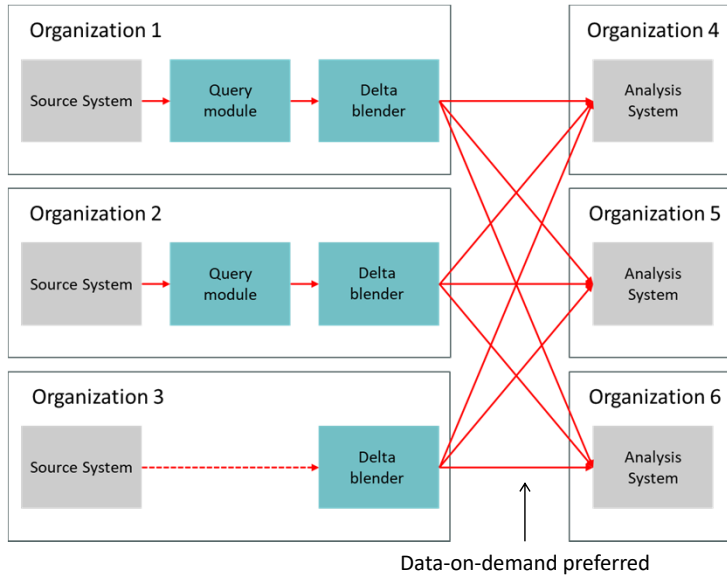 Organization 1
Source System
Query
module
Delta
blender
Organization 4
Analysis
System
Organization 2
Source System
Query
module
Delta
blender
Organization 5
Analysis
System
Organization 3
Source System
Delta
blender
Organization 6
Analysis
System
Data-on-demand preferred